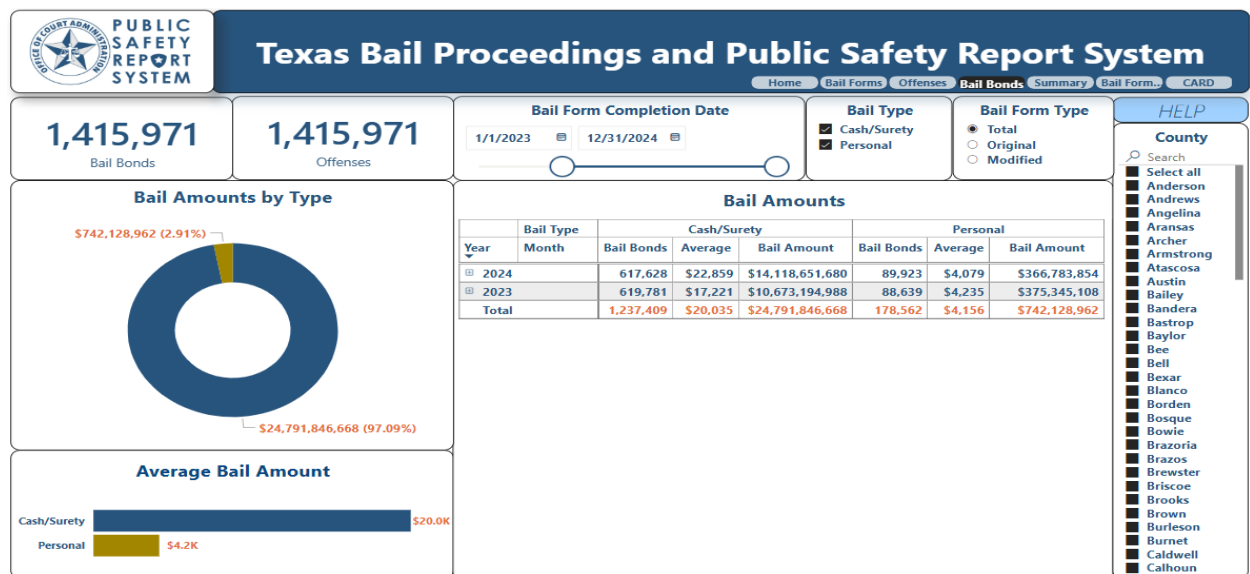 OFFICE OF COURT ADMINISTRATION
PUBLIC
SAFETY
REPORT
SYSTEM
Texas Bail Proceedings and Public Safety Report System
Home Bail Forms Offenses Bail Bonds Summary Bail Form... CARD
1,415,971
Bail Bonds
1,415,971
Offenses
Bail Form Completion Date
1/1/2023 12/31/2024
Bail Type
Cash/Surety
Personal
Bail Form Type
Total
Original
Modified
HELP
Bail Amounts by Type
$742,128,962 (2.91%)
$24,791,846,668 (97.09%)
Average Bail Amount
Cash/Surety $20.0K
Personal $4.2K
Bail Amounts
Bail Type Cash/Surety Personal
Year Month Bail Bonds Average Bail Amount Bail Bonds Average Bail Amount
2024 617,628 $22,859 $14,118,651,680 89,923 $4,079 $366,783,854
2023 619,781 $17,221 $10,673,194,988 88,639 $4,235 $375,345,108
Total 1,237,409 $20,035 $24,791,846,668 178,562 $4,156 $742,128,962
County
Search
Select all
Anderson
Andrews
Angelina
Aransas
Archer
Armstrong
Atascosa
Austin
Bailey
Bandera
Bastrop
Baylor
Bee
Bell
Bexar
Blanco
Borden
Bosque
Bowie
Brazoria
Brazos
Brewster
Briscoe
Brooks
Brown
Burleson
Burnet
Caldwell
Calhoun